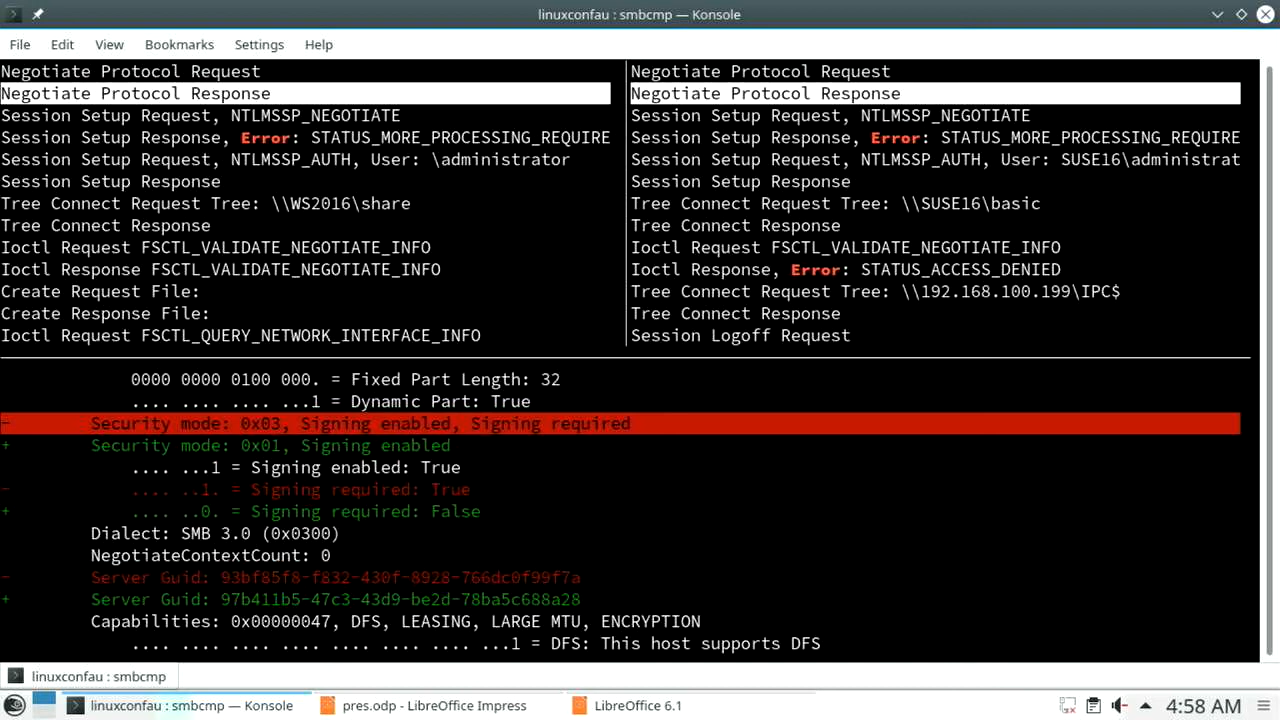 linuxconfau : smbcmp — Konsole
File Edit View Bookmarks Settings Help
Negotiate Protocol Request
Negotiate Protocol Response
Session Setup Request, NTLMSSP_NEGOTIATE
Session Setup Response, Error: STATUS_MORE_PROCESSING_REQUIRE
Session Setup Request, NTLMSSP_AUTH, User: \administrator
Session Setup Response
Tree Connect Request Tree: \\WS2016\share
Tree Connect Response
Ioctl Request FSCTL_VALIDATE_NEGOTIATE_INFO
Ioctl Response FSCTL_VALIDATE_NEGOTIATE_INFO
Create Request File:
Create Response File:
Ioctl Request FSCTL_QUERY_NETWORK_INTERFACE_INFO
Negotiate Protocol Request
Negotiate Protocol Response
Session Setup Request, NTLMSSP_NEGOTIATE
Session Setup Response, Error: STATUS_MORE_PROCESSING_REQUIRE
Session Setup Request, NTLMSSP_AUTH, User: SUSE16\administrat
Session Setup Response
Tree Connect Request Tree: \\SUSE16\basic
Tree Connect Response
Ioctl Request FSCTL_VALIDATE_NEGOTIATE_INFO
Ioctl Response, Error: STATUS_ACCESS_DENIED
Tree Connect Request Tree: \\192.168.100.199\IPC$
Tree Connect Response
Session Logoff Request
0000 0000 0100 000. = Fixed Part Length: 32
.... .... .... ...1 = Dynamic Part: True
- Security mode: 0x03, Signing enabled, Signing required
+ Security mode: 0x01, Signing enabled
.... ...1 = Signing enabled: True
- .... ..1. = Signing required: True
+ .... ..0. = Signing required: False
Dialect: SMB 3.0 (0x0300)
NegotiateContextCount: 0
- Server Guid: 93bf85f8-f832-430f-8928-766dc0f99f7a
+ Server Guid: 97b411b5-47c3-43d9-be2d-78ba5c688a28
Capabilities: 0x00000047, DFS, LEASING, LARGE MTU, ENCRYPTION
.... .... .... .... .... .... .... ...1 = DFS: This host supports DFS
linuxconfau : smbcmp
linuxconfau : smbcmp — Konsole
pres.odp - LibreOffice Impress
LibreOffice 6.1
4:58 AM